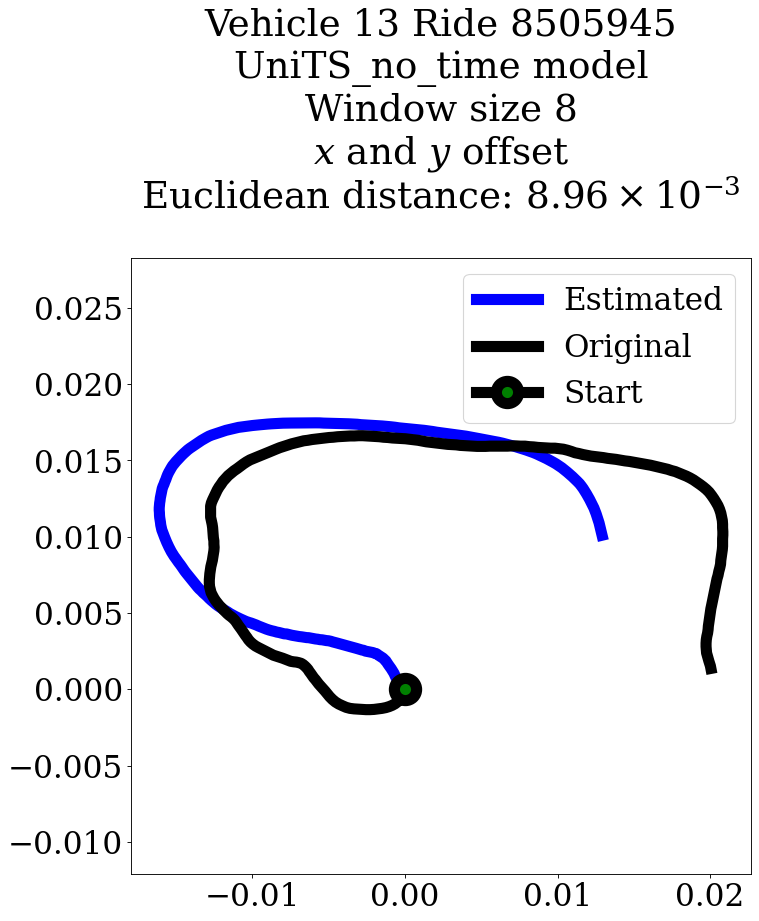 Vehicle 13 Ride 8505945
UniTS_no_time model
Window size 8
x and y offset
Euclidean distance: 8.96 × 10⁻³
Estimated
Original
Start
0.025
0.020
0.015
0.010
0.005
0.000
−0.005
−0.010
−0.01
0.00
0.01
0.02